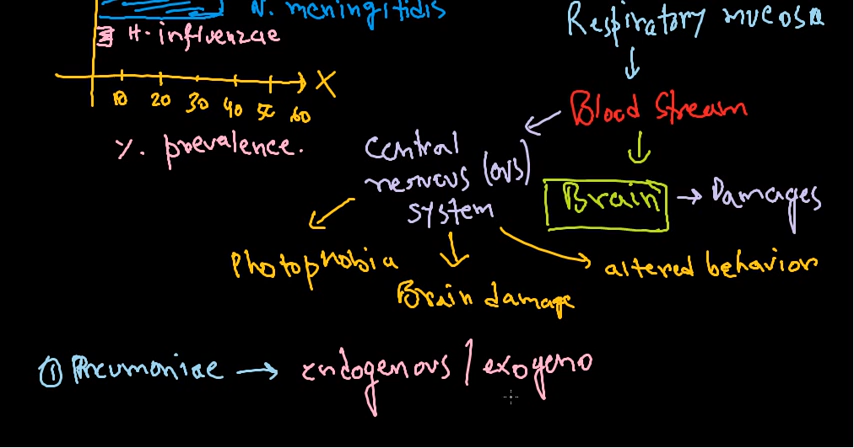 N. meningitidis
H. influenzae
X
10 20 30 40 50 60
%. prevalence.
Respiratory mucosa
Blood stream
Central
nervous (CNS)
system
Brain → Damages
Photophobia
Brain damage
altered behavior
① Pneumoniae → endogenous / exogeno